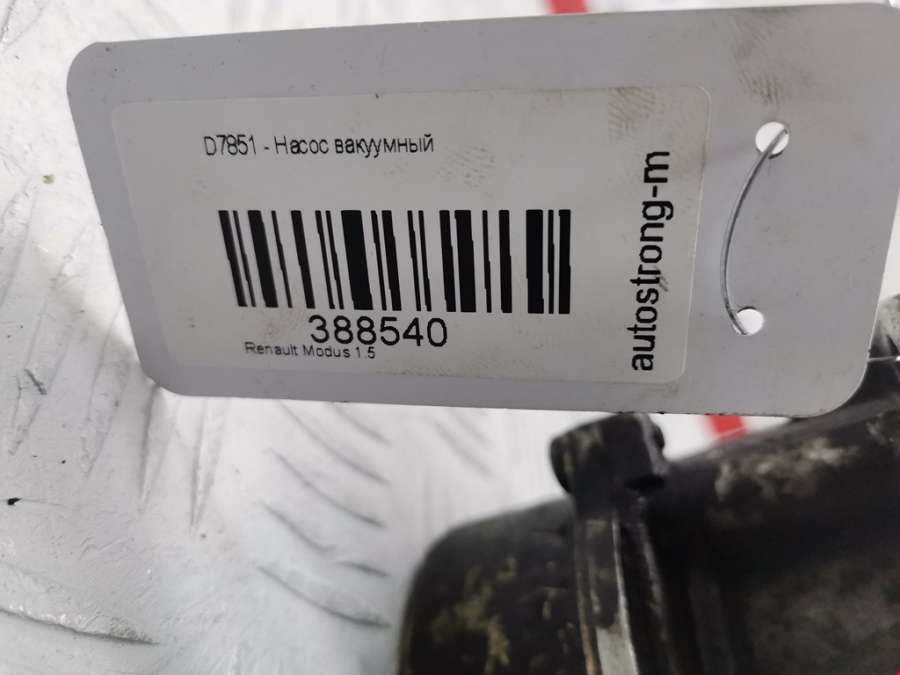 D7851 - Насос вакуумный
388540
Renault Modus 1.5
autostrong-m